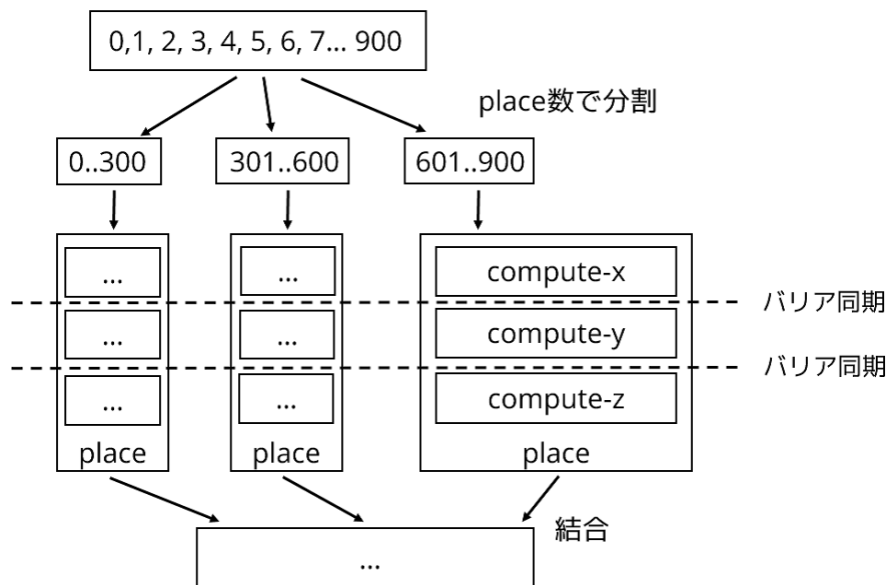 0,1, 2, 3, 4, 5, 6, 7... 900
place数で分割
0..300
301..600
601..900
...
...
compute-x
バリア同期
...
...
compute-y
バリア同期
...
...
compute-z
place
place
place
結合
...